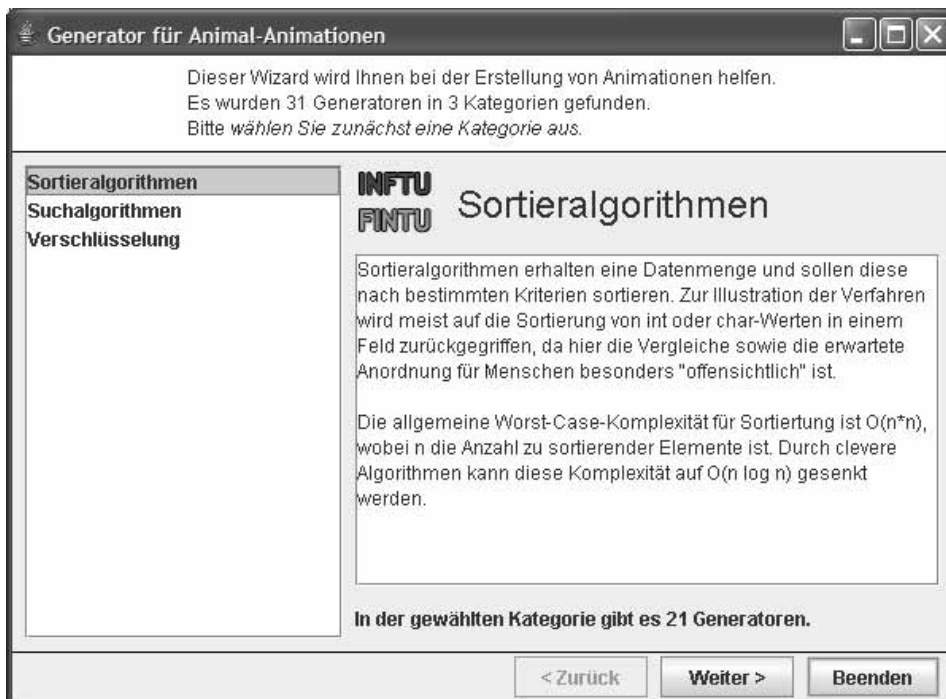 Generator für Animal-Animationen
Dieser Wizard wird Ihnen bei der Erstellung von Animationen helfen.
Es wurden 31 Generatoren in 3 Kategorien gefunden.
Bitte wählen Sie zunächst eine Kategorie aus.
Sortieralgorithmen
Suchalgorithmen
Verschlüsselung
INFTU
FINTU
Sortieralgorithmen
Sortieralgorithmen erhalten eine Datenmenge und sollen diese
nach bestimmten Kriterien sortieren. Zur Illustration der Verfahren
wird meist auf die Sortierung von int oder char-Werten in einem
Feld zurückgegriffen, da hier die Vergleiche sowie die erwartete
Anordnung für Menschen besonders "offensichtlich" ist.
Die allgemeine Worst-Case-Komplexität für Sortiertung ist O(n*n),
wobei n die Anzahl zu sortierender Elemente ist. Durch clevere
Algorithmen kann diese Komplexität auf O(n log n) gesenkt
werden.
In der gewählten Kategorie gibt es 21 Generatoren.
< Zurück
Weiter >
Beenden